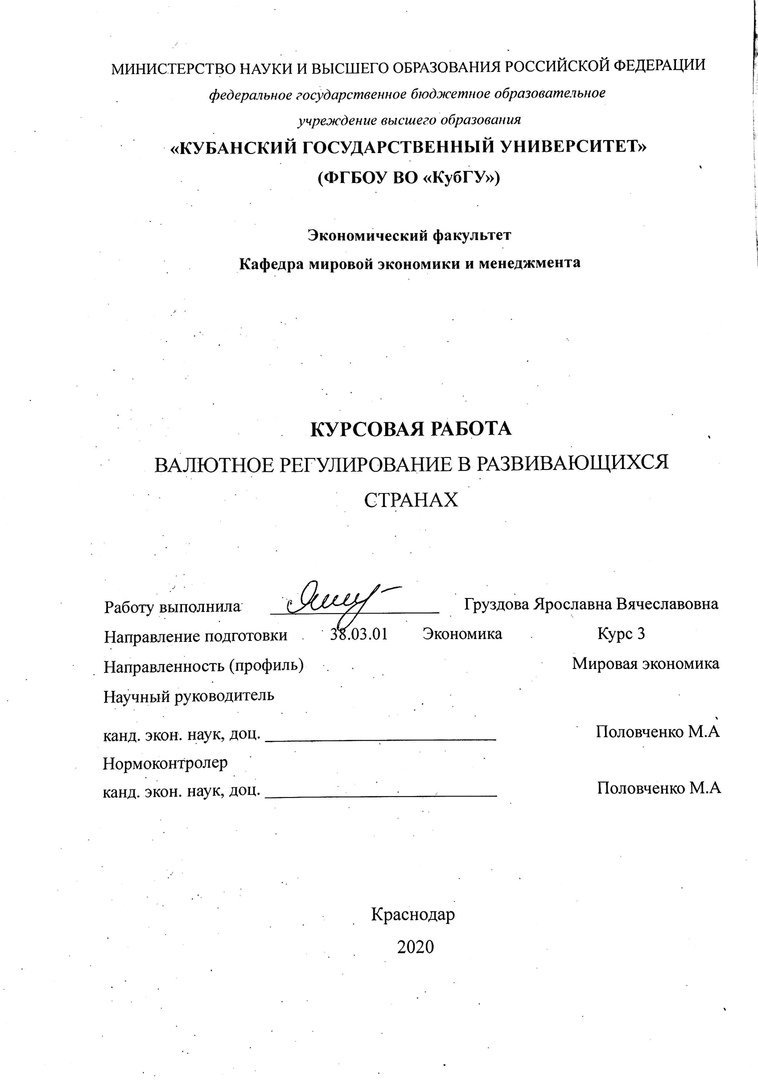 МИНИСТЕРСТВО НАУКИ И ВЫСШЕГО ОБРАЗОВАНИЯ РОССИЙСКОЙ ФЕДЕРАЦИИ
федеральное государственное бюджетное образовательное
учреждение высшего образования
«КУБАНСКИЙ ГОСУДАРСТВЕННЫЙ УНИВЕРСИТЕТ»
(ФГБОУ ВО «КубГУ»)
Экономический факультет
Кафедра мировой экономики и менеджмента
КУРСОВАЯ РАБОТА
ВАЛЮТНОЕ РЕГУЛИРОВАНИЕ В РАЗВИВАЮЩИХСЯ
СТРАНАХ
Работу выполнила Груздова Ярославна Вячеславовна
Направление подготовки 38.03.01 Экономика Курс 3
Направленность (профиль) Мировая экономика
Научный руководитель
канд. экон. наук, доц. Половченко М.А
Нормоконтролер
канд. экон. наук, доц. Половченко М.А
Краснодар
2020